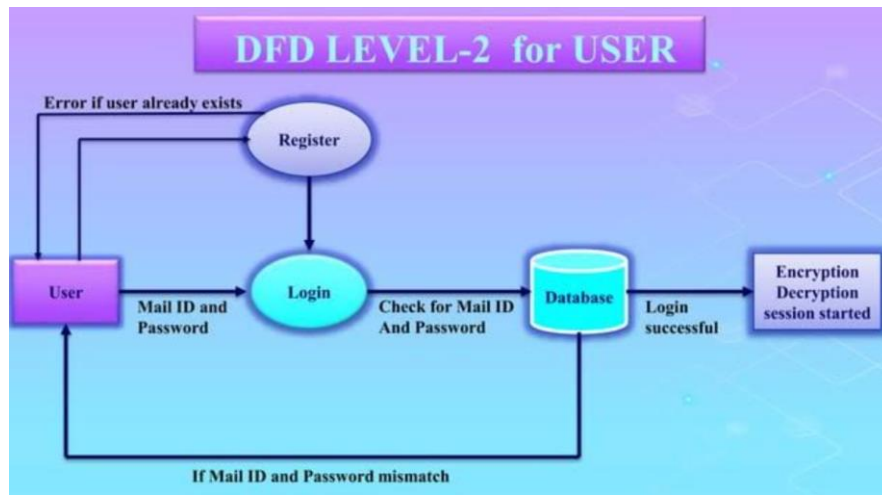 DFD LEVEL-2 for USER
Error if user already exists
Register
User
Mail ID and
Password
Login
Check for Mail ID
And Password
Database
Login
successful
Encryption
Decryption
session started
If Mail ID and Password mismatch